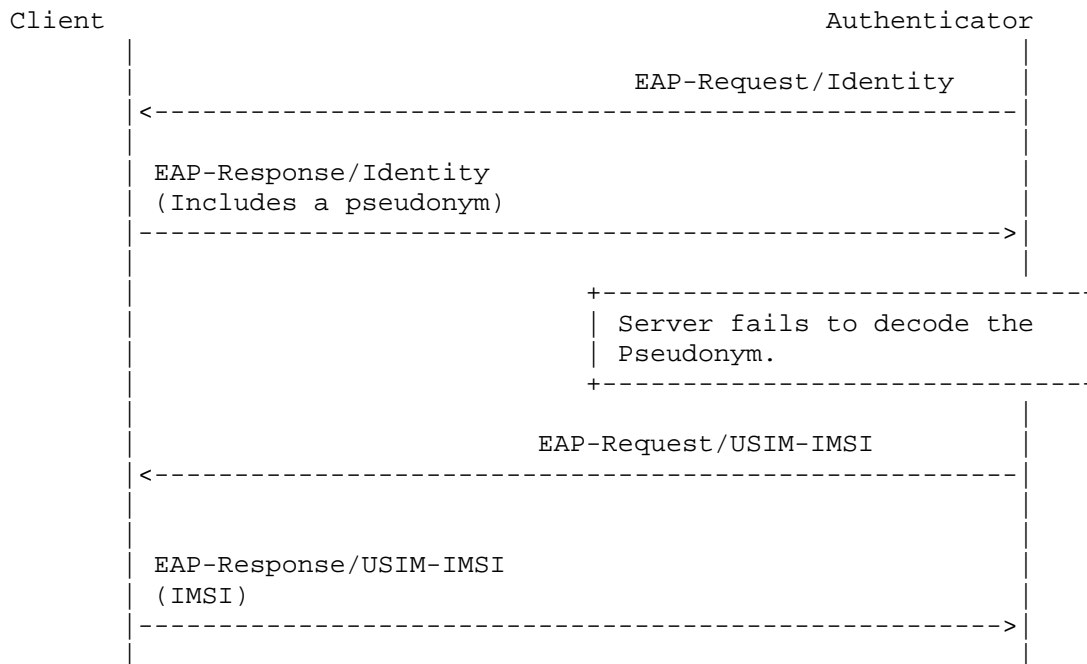 Client Authenticator
EAP-Request/Identity
EAP-Response/Identity
(Includes a pseudonym)
Server fails to decode the
Pseudonym.
EAP-Request/USIM-IMSI
EAP-Response/USIM-IMSI
(IMSI)